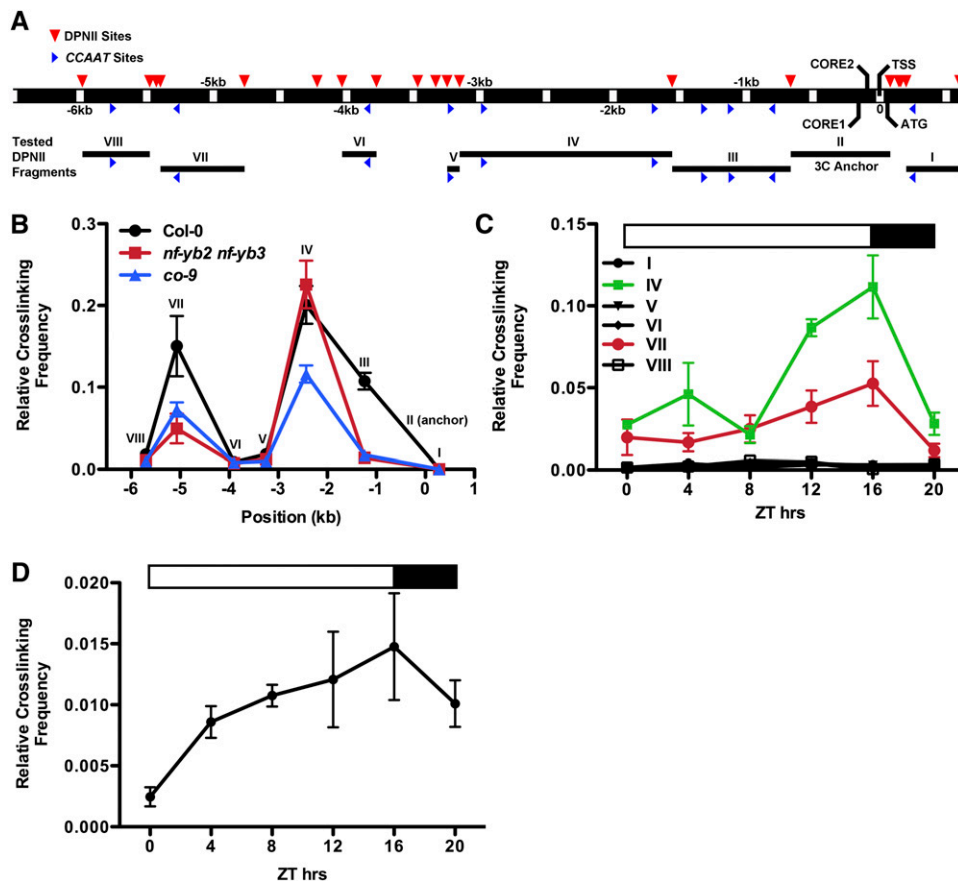 A
DPNII Sites
CCAAT Sites
CORE2 TSS
-5kb -3kb -1kb
-6kb -4kb -2kb 0
CORE1 ATG
Tested DPNII Fragments
VIII VII VI V IV III II I
3C Anchor
B
Col-0
nf-yb2 nf-yb3
co-9
Relative Crosslinking Frequency
0.3
0.2
0.1
0.0
VIII VII VI V IV III II (anchor) I
-6 -5 -4 -3 -2 -1 0 1
Position (kb)
C
I
IV
V
VI
VII
VIII
Relative Crosslinking Frequency
0.15
0.10
0.05
0.00
0 4 8 12 16 20
ZT hrs
D
Relative Crosslinking Frequency
0.020
0.015
0.010
0.005
0.000
0 4 8 12 16 20
ZT hrs